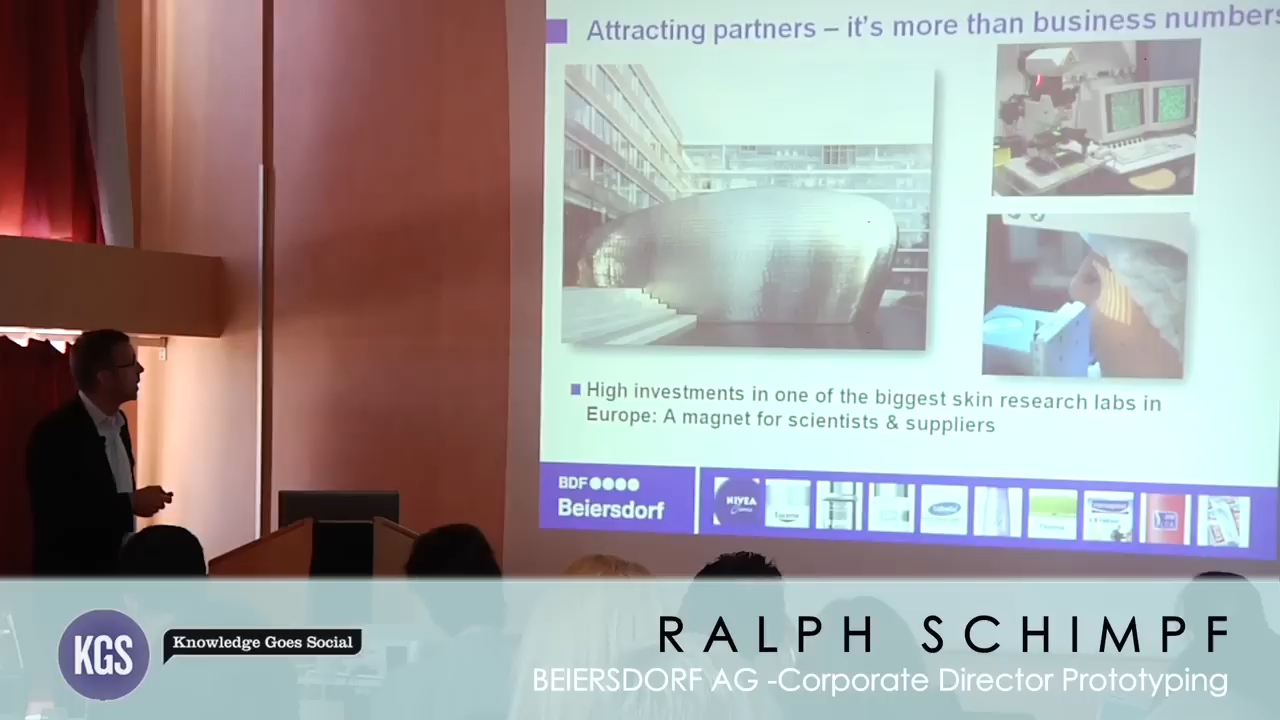 Attracting partners – it's more than business numbers
High investments in one of the biggest skin research labs in
Europe: A magnet for scientists & suppliers
BDF
Beiersdorf
NIVEA
KGS
Knowledge Goes Social
RALPH SCHIMPF
BEIERSDORF AG -Corporate Director Prototyping